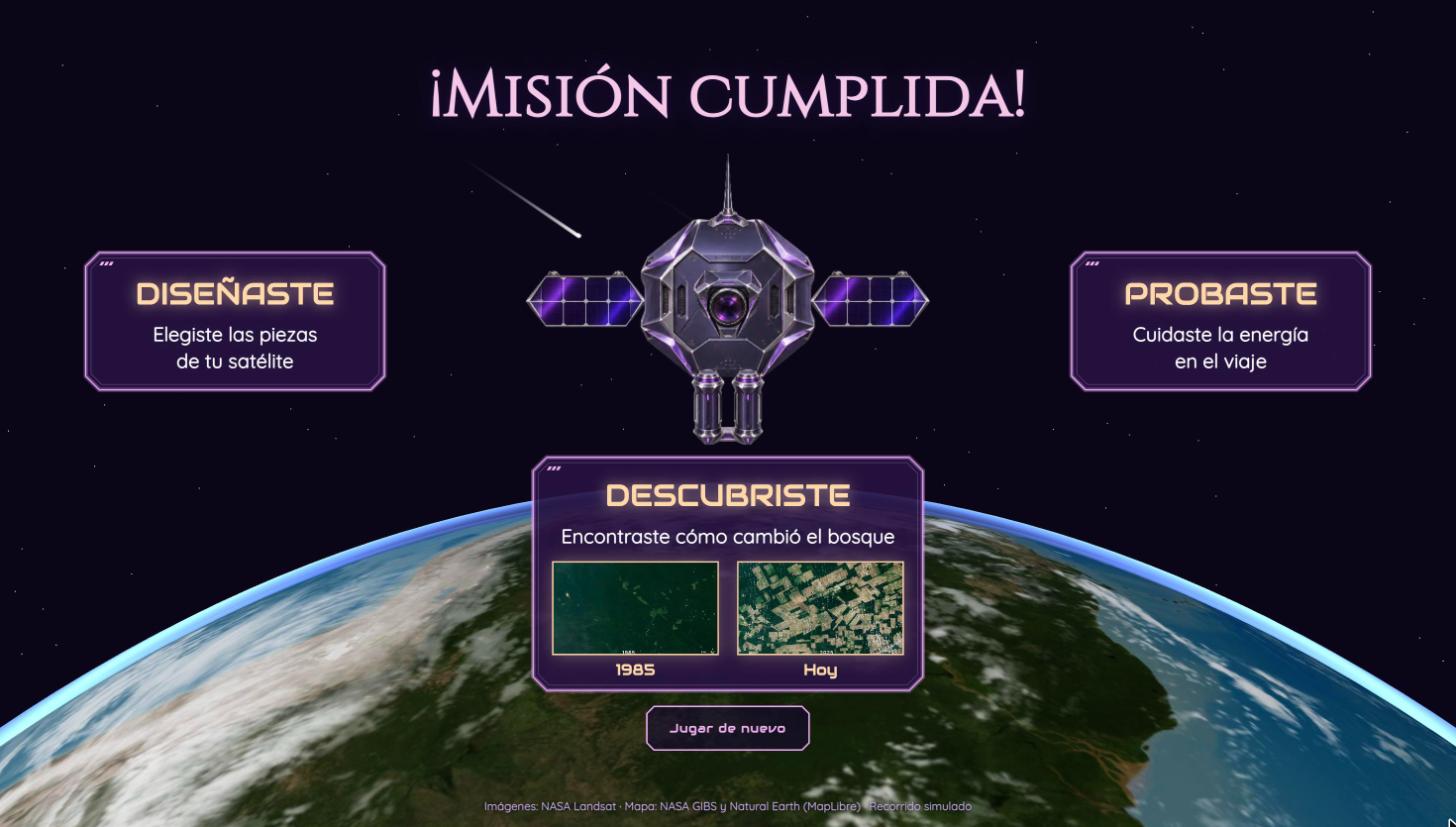 ¡Misión cumplida!
DISEÑASTE
Elegiste las piezas
de tu satélite
PROBASTE
Cuidaste la energía
en el viaje
DESCUBRISTE
Encontraste cómo cambió el bosque
1985
1985
Hoy
Jugar de nuevo
Imágenes: NASA Landsat · Mapa: NASA GIBS y Natural Earth (MapLibre) · Recorrido simulado